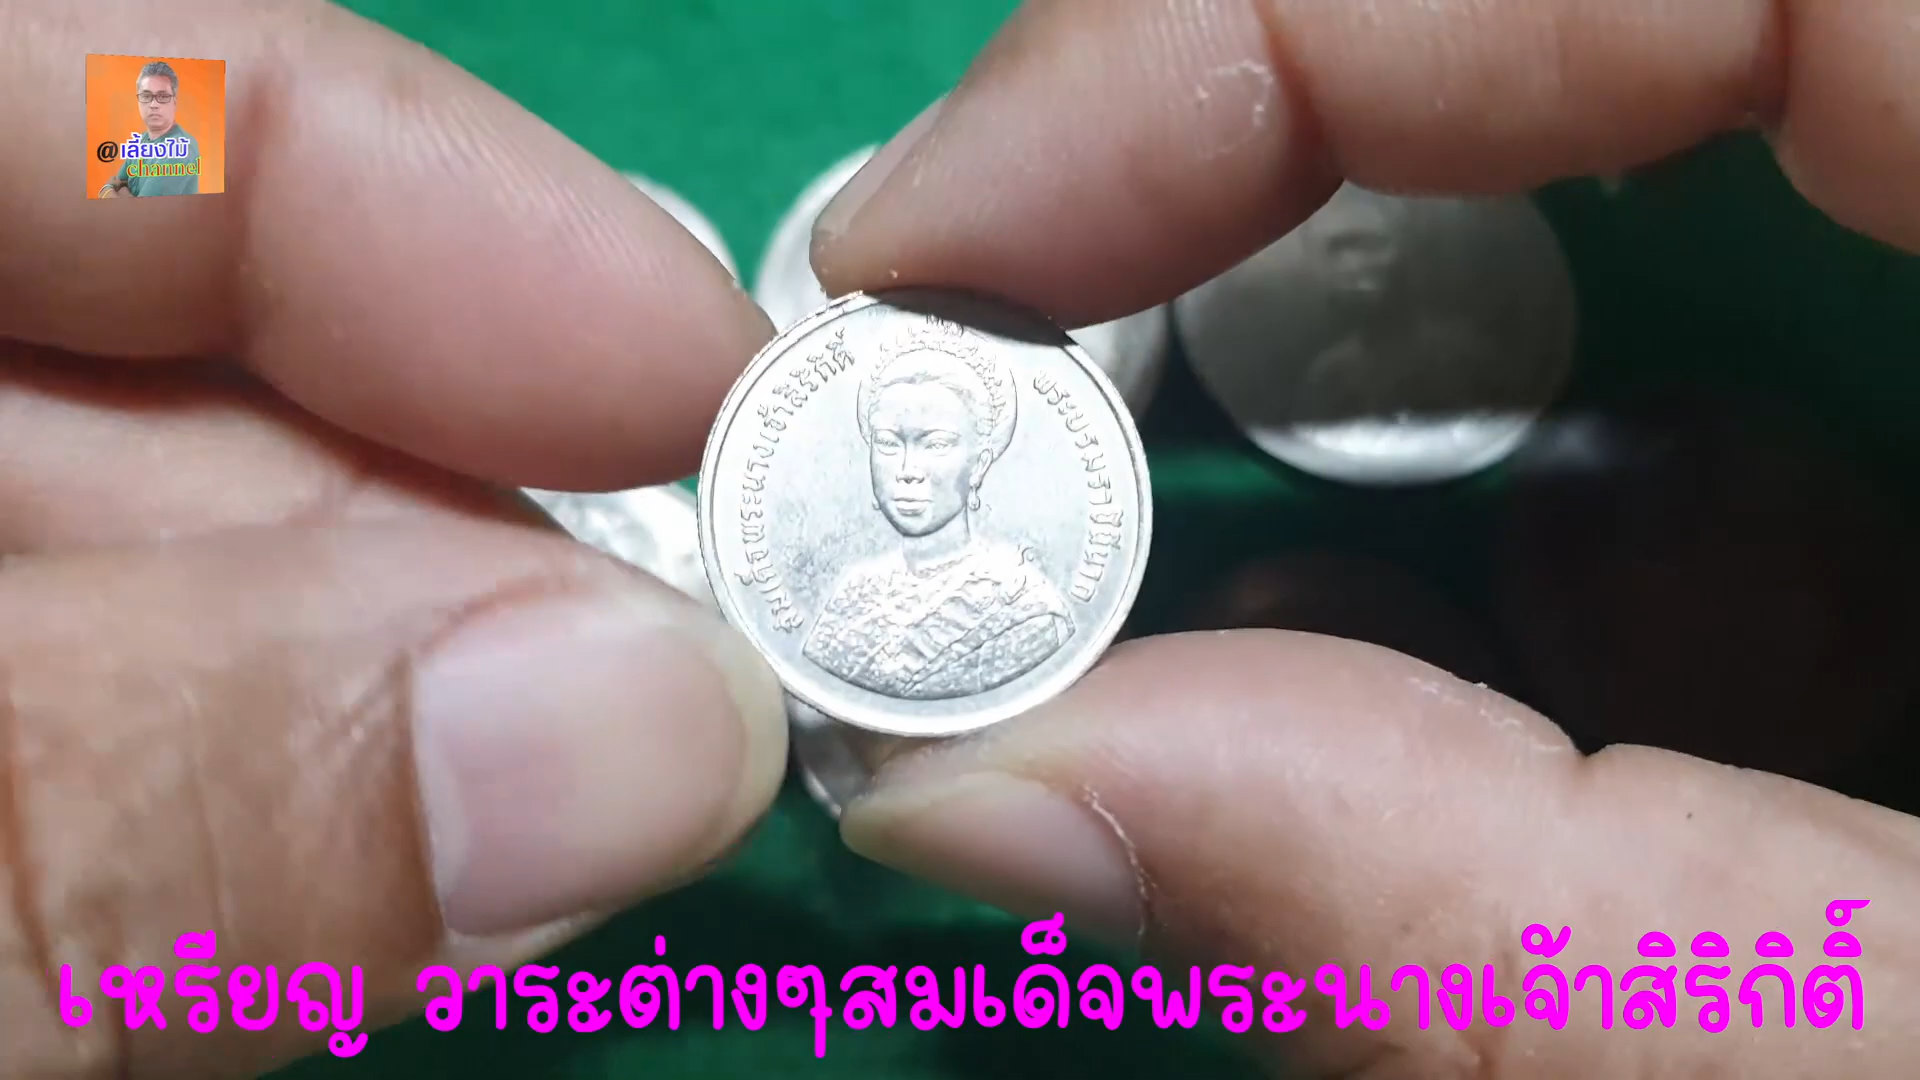 @เลี้ยงไม้
channel
สมเด็จพระนางเจ้าสิริกิติ์ พระบรมราชินีนาถ
เหรียญ วาระต่างๆสมเด็จพระนางเจ้าสิริกิติ์